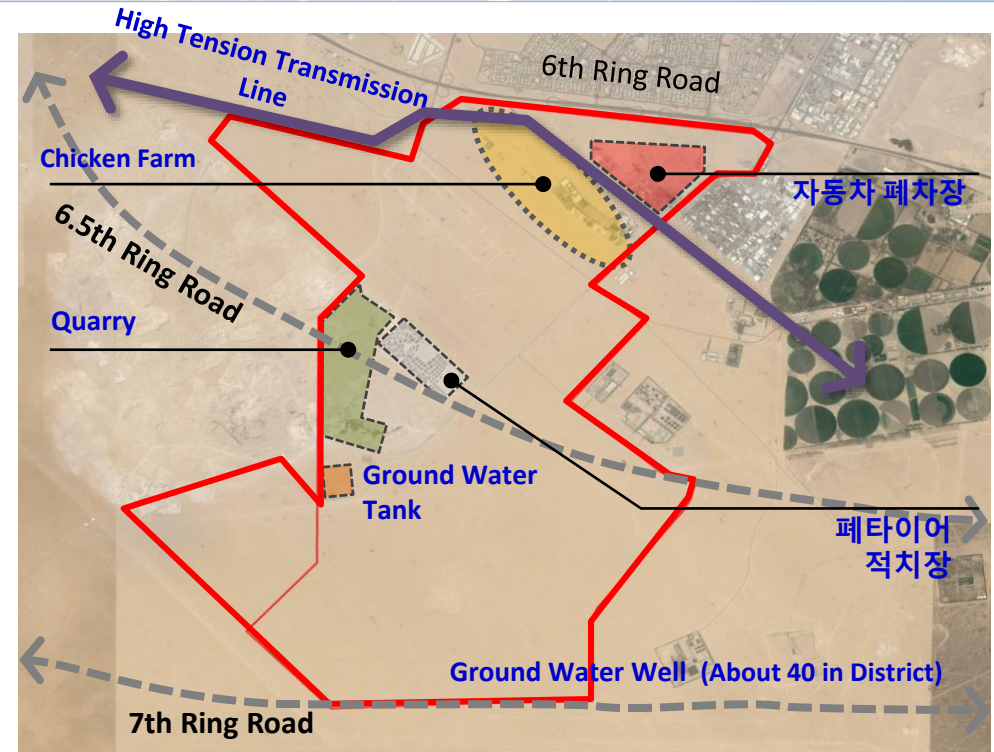 High Tension Transmission
Line
6th Ring Road
Chicken Farm
자동차 폐차장
6.5th Ring Road
Quarry
Ground Water
Tank
폐타이어
적치장
Ground Water Well (About 40 in District)
7th Ring Road